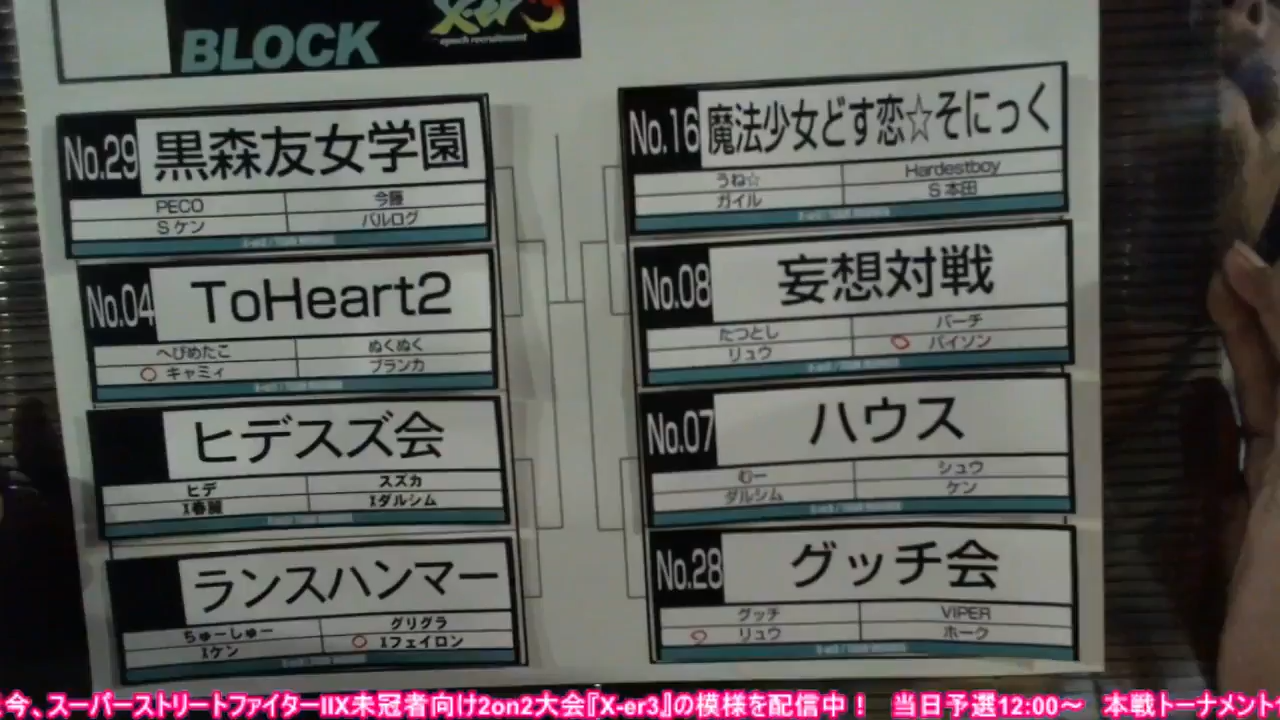 BLOCK
X-er3
epoch recruitment
No.29 黒森友女学園
PECO 今藤
Sケン バルログ
No.04 ToHeart2
へびめたこ ぬくぬく
キャミィ ブランカ
ヒデスズ会
ヒデ スズカ
X春麗 Xダルシム
ランスハンマー
ちゅーしゅー グリグラ
Xケン Xフェイロン
No.16 魔法少女どす恋☆そにっく
うね☆ Hardestboy
ガイル S本田
No.08 妄想対戦
たつとし バーチ
リュウ バイソン
No.07 ハウス
むー シュウ
ダルシム ケン
No.28 グッチ会
グッチ VIPER
リュウ ホーク
今、スーパーストリートファイターIIX未冠者向け2on2大会『X-er3』の模様を配信中！ 当日予選12:00～ 本戦トーナメント